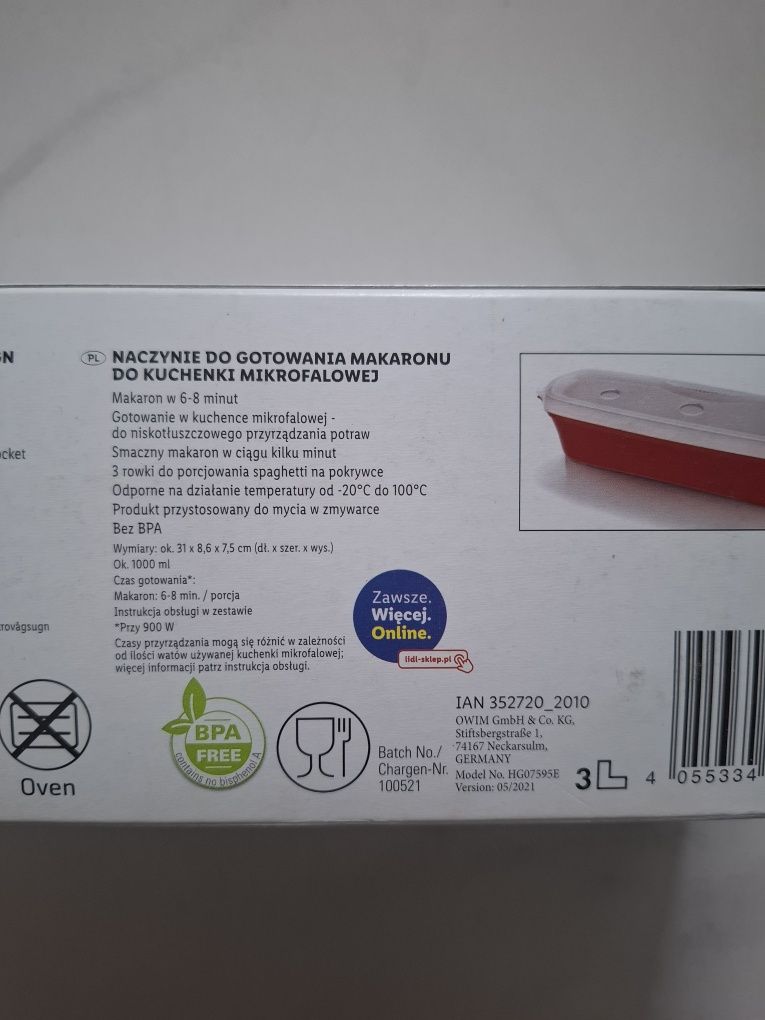 GN
PL NACZYNIE DO GOTOWANIA MAKARONU
DO KUCHENKI MIKROFALOWEJ
Makaron w 6-8 minut
Gotowanie w kuchence mikrofalowej -
do niskotłuszczowego przyrządzania potraw
Smaczny makaron w ciągu kilku minut
3 rowki do porcjowania spaghetti na pokrywce
Odporne na działanie temperatury od -20°C do 100°C
Produkt przystosowany do mycia w zmywarce
Bez BPA
Wymiary: ok. 31 x 8,6 x 7,5 cm (dł. x szer. x wys.)
Ok. 1000 ml
Czas gotowania*:
Makaron: 6-8 min. / porcja
Instrukcja obsługi w zestawie
*Przy 900 W
Czasy przyrządzania mogą się różnić w zależności
od ilości watów używanej kuchenki mikrofalowej;
więcej informacji patrz instrukcja obsługi.
ocket
rovågsugn
Zawsze.
Więcej.
Online.
lidl-sklep.pl
Oven
BPA
FREE
contains no bisphenol A
Batch No./
Chargen-Nr.
100521
IAN 352720_2010
OWIM GmbH & Co. KG,
Stiftsbergstraße 1,
74167 Neckarsulm,
GERMANY
Model No. HG07595E
Version: 05/2021
3L
4 055334